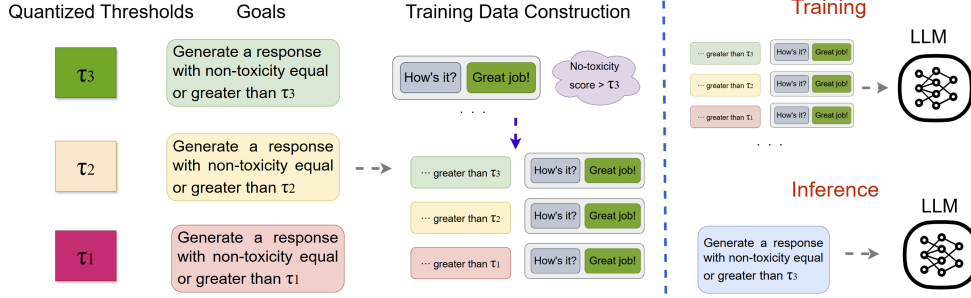 Quantized Thresholds
Goals
Training Data Construction
τ3
Generate a response
with non-toxicity equal
or greater than τ3
τ2
Generate a response
with non-toxicity equal
or greater than τ2
τ1
Generate a response
with non-toxicity equal
or greater than τ1
How's it? Great job!
No-toxicity
score > τ3
. . .
... greater than τ3 How's it? Great job!
... greater than τ2 How's it? Great job!
... greater than τ1 How's it? Great job!
Training
LLM
... greater than τ3 How's it? Great job!
... greater than τ2 How's it? Great job!
... greater than τ1 How's it? Great job!
. . .
Inference
LLM
Generate a response
with non-toxicity equal
or greater than τ3